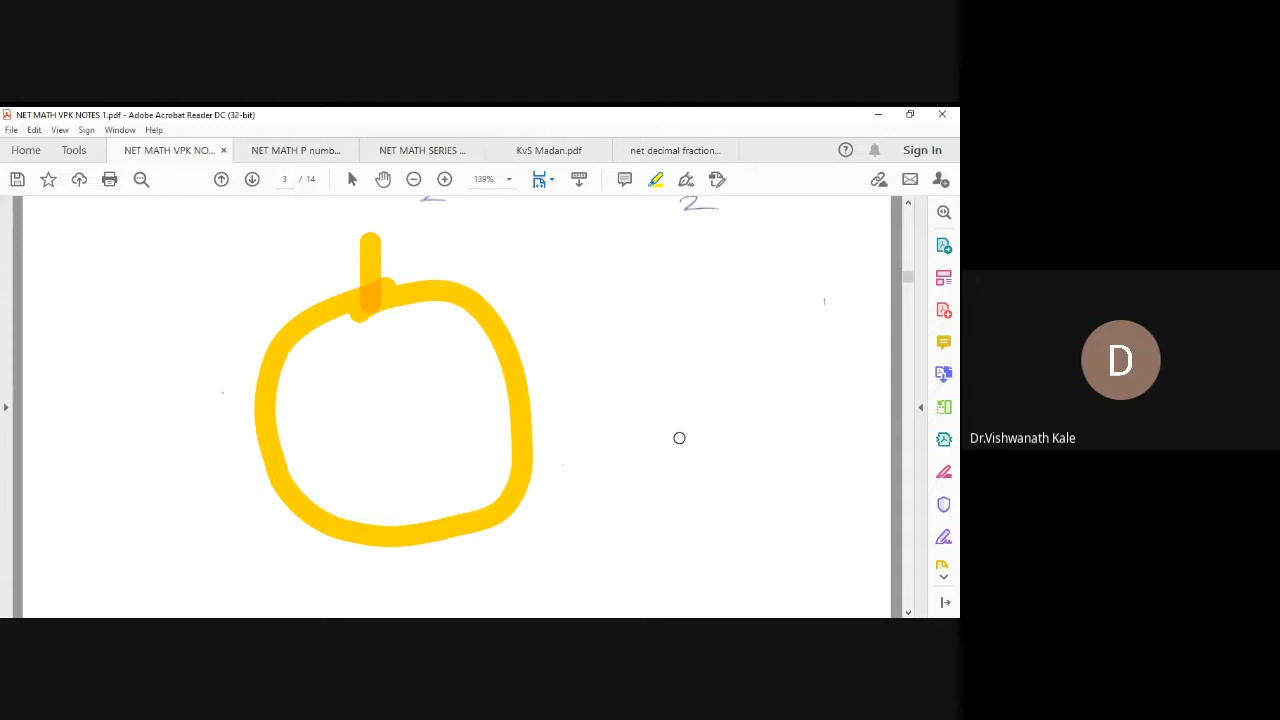 NET MATH VPK NOTES 1.pdf - Adobe Acrobat Reader DC (32-bit)
File Edit View Sign Window Help
Home Tools NET MATH VPK NO... × NET MATH P numb... NET MATH SERIES ... KvS Madan.pdf net decimal fraction... Sign In
3 / 14 139%
2 2
D
Dr.Vishwanath Kale